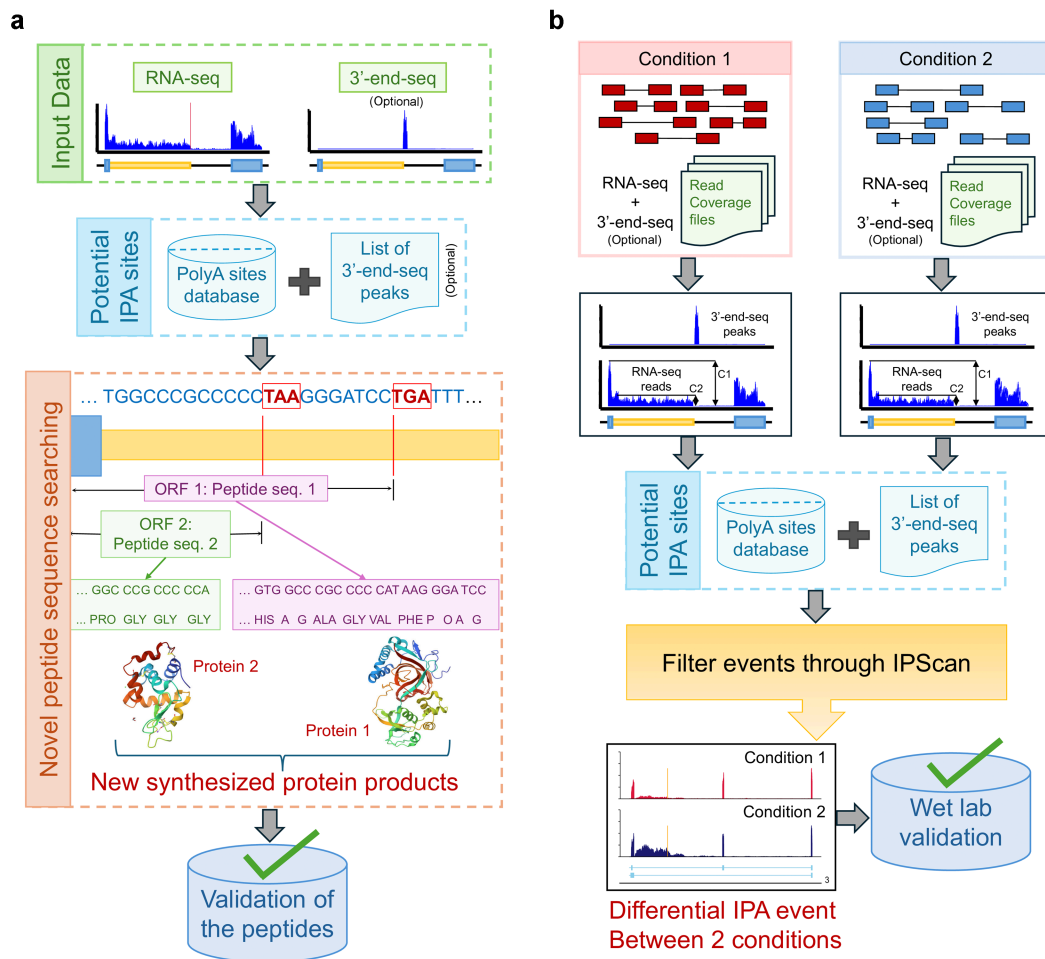 a
Input Data
RNA-seq
3’-end-seq
(Optional)
Potential
IPA sites
PolyA sites
database
List of
3’-end-seq
peaks
(Optional)
Novel peptide sequence searching
... TGGCCCGCCCCCTAAGGGATCCTGATTT...
ORF 1: Peptide seq. 1
ORF 2:
Peptide seq. 2
... GGC CCG CCC CCA
... PRO GLY GLY GLY
... GTG GCC CGC CCC CAT AAG GGA TCC
... HIS A G ALA GLY VAL PHE P O A G
Protein 2
Protein 1
New synthesized protein products
Validation of
the peptides
b
Condition 1
RNA-seq
+
3’-end-seq
(Optional)
Read
Coverage
files
Condition 2
RNA-seq
+
3’-end-seq
(Optional)
Read
Coverage
files
3’-end-seq
peaks
RNA-seq
reads
C2
C1
3’-end-seq
peaks
RNA-seq
reads
C2
C1
Potential
IPA sites
PolyA sites
database
List of
3’-end-seq
peaks
Filter events through IPScan
Condition 1
Condition 2
3
Differential IPA event
Between 2 conditions
Wet lab
validation